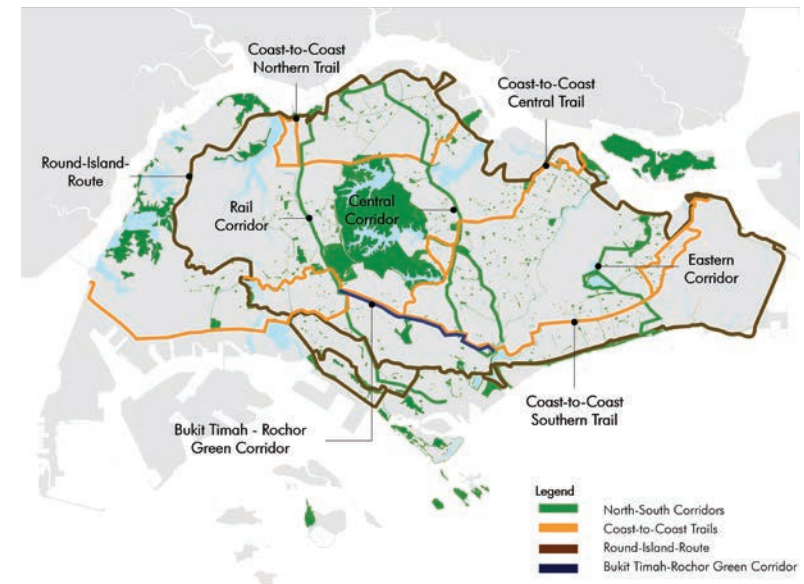 Coast-to-Coast
Northern Trail
Coast-to-Coast
Central Trail
Round-Island-
Route
Rail
Corridor
Central
Corridor
Eastern
Corridor
Coast-to-Coast
Southern Trail
Bukit Timah - Rochor
Green Corridor
Legend
North-South Corridors
Coast-to-Coast Trails
Round-Island-Route
Bukit Timah-Rochor Green Corridor